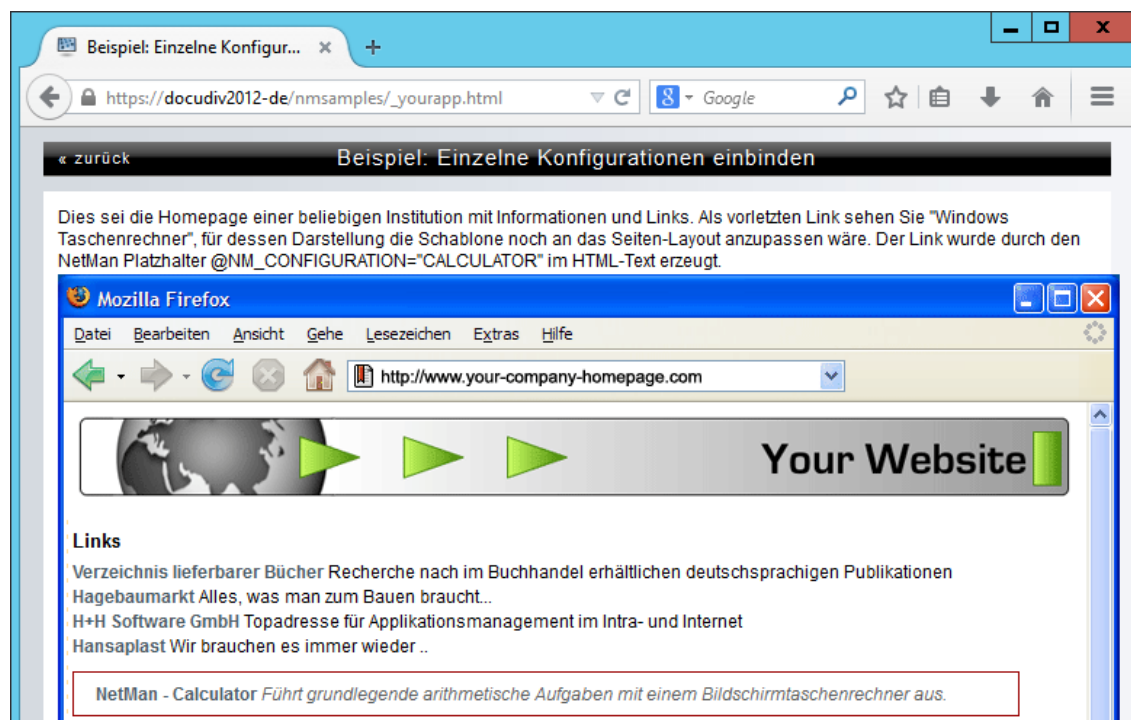 Beispiel: Einzelne Konfigur...
https://docudiv2012-de/nmsamples/_yourapp.html
8 Google
« zurück
Beispiel: Einzelne Konfigurationen einbinden
Dies sei die Homepage einer beliebigen Institution mit Informationen und Links. Als vorletzten Link sehen Sie "Windows
Taschenrechner", für dessen Darstellung die Schablone noch an das Seiten-Layout anzupassen wäre. Der Link wurde durch den
NetMan Platzhalter @NM_CONFIGURATION="CALCULATOR" im HTML-Text erzeugt.
Mozilla Firefox
Datei Bearbeiten Ansicht Gehe Lesezeichen Extras Hilfe
http://www.your-company-homepage.com
Your Website
Links
Verzeichnis lieferbarer Bücher Recherche nach im Buchhandel erhältlichen deutschsprachigen Publikationen
Hagebaumarkt Alles, was man zum Bauen braucht...
H+H Software GmbH Topadresse für Applikationsmanagement im Intra- und Internet
Hansaplast Wir brauchen es immer wieder ..
NetMan - Calculator Führt grundlegende arithmetische Aufgaben mit einem Bildschirmtaschenrechner aus.